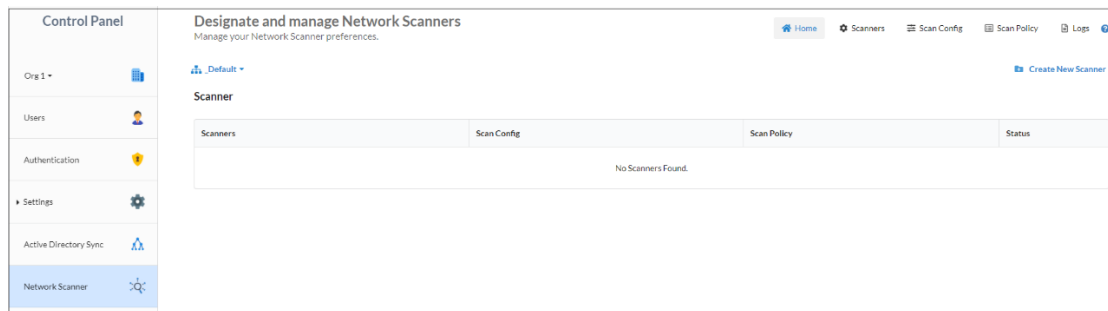 Control Panel
Designate and manage Network Scanners
Manage your Network Scanner preferences.
Home Scanners Scan Config Scan Policy Logs
Org 1
_Default
Create New Scanner
Scanner
Users
Scanners Scan Config Scan Policy Status
Authentication
No Scanners Found.
Settings
Active Directory Sync
Network Scanner